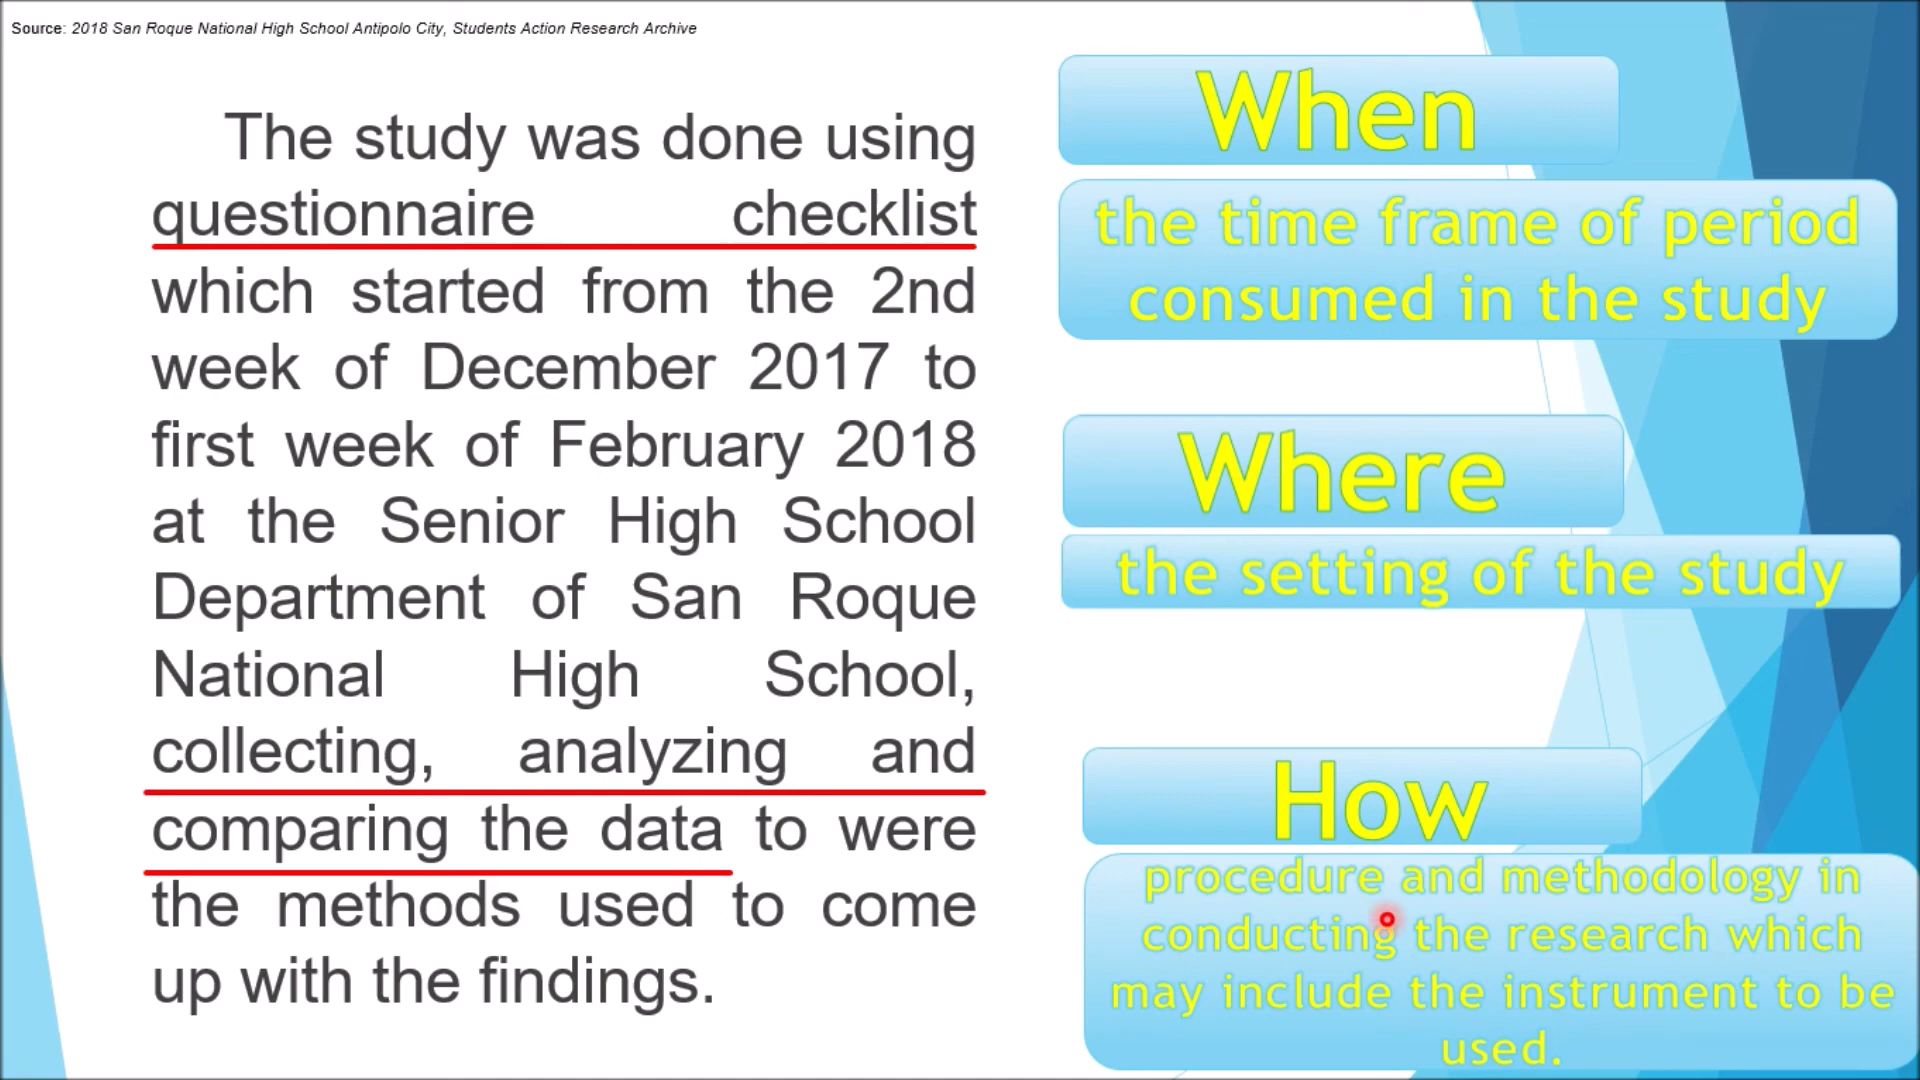 Source: 2018 San Roque National High School Antipolo City, Students Action Research Archive
The study was done using
questionnaire checklist
which started from the 2nd
week of December 2017 to
first week of February 2018
at the Senior High School
Department of San Roque
National High School,
collecting, analyzing and
comparing the data to were
the methods used to come
up with the findings.
When
the time frame of period
consumed in the study
Where
the setting of the study
How
procedure and methodology in
conducting the research which
may include the instrument to be
used.